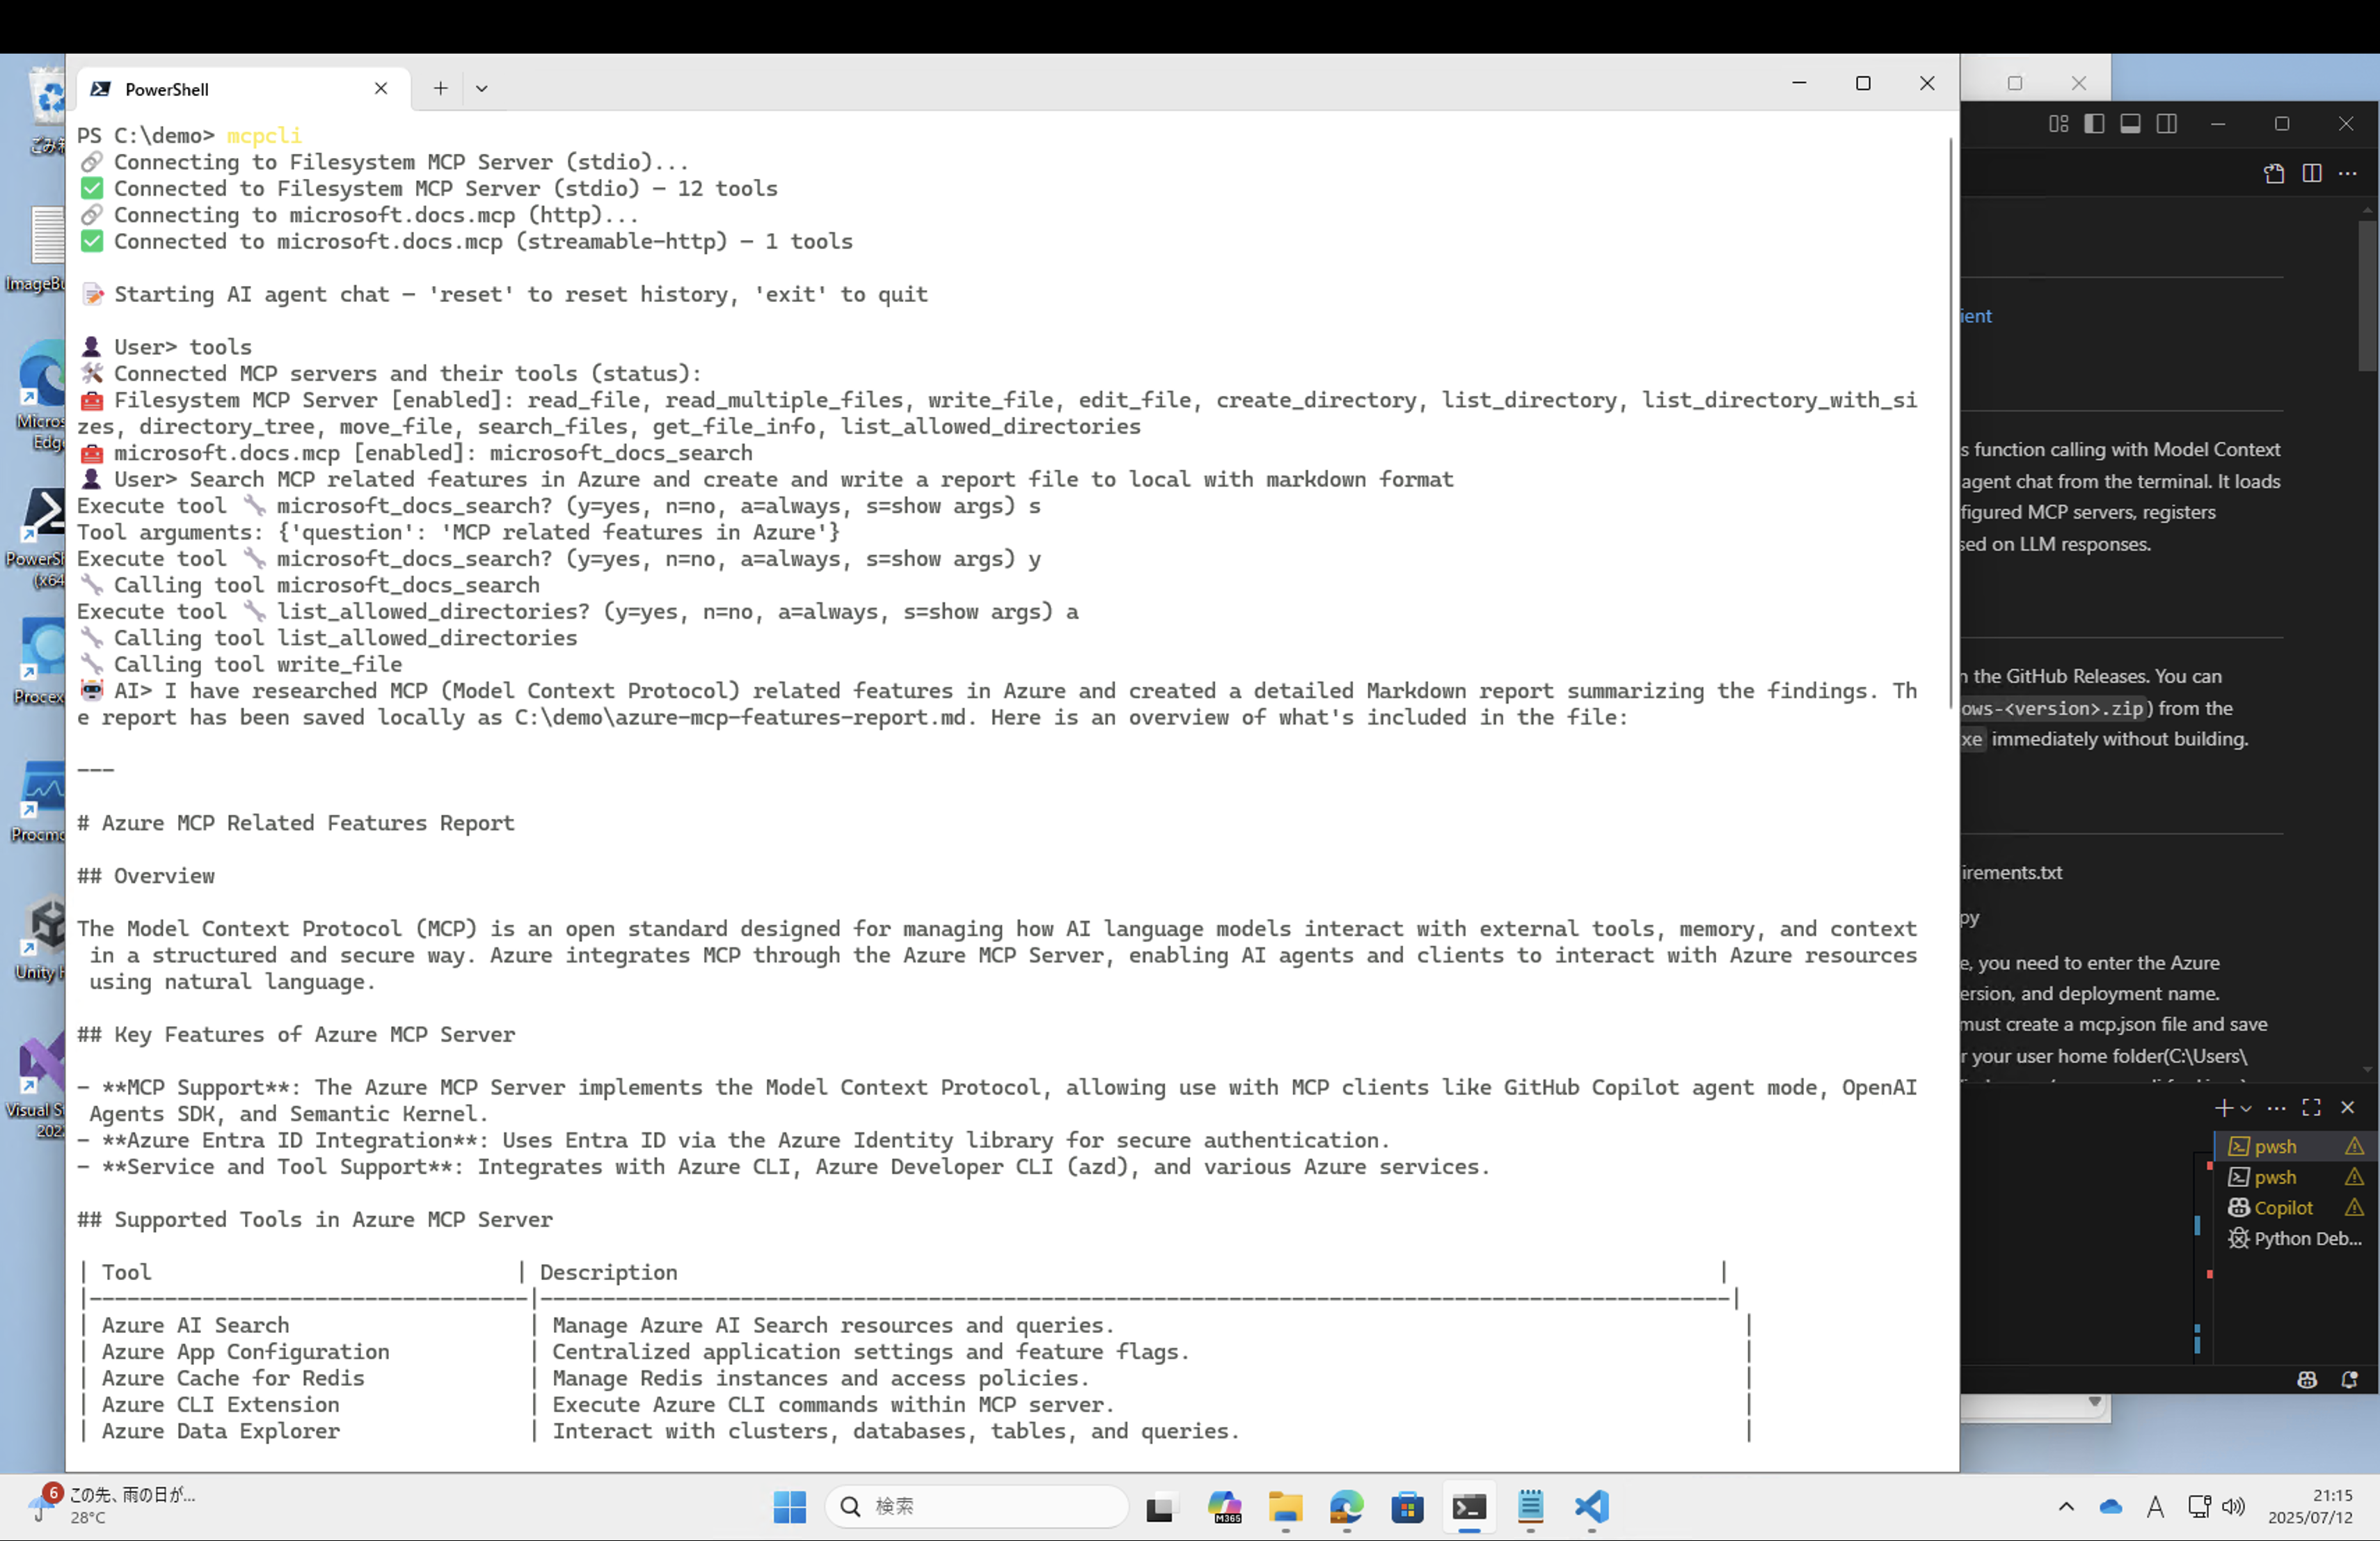 PowerShell
PS C:\demo> mcpcli
Connecting to Filesystem MCP Server (stdio)...
Connected to Filesystem MCP Server (stdio) – 12 tools
Connecting to microsoft.docs.mcp (http)...
Connected to microsoft.docs.mcp (streamable-http) – 1 tools
Starting AI agent chat – 'reset' to reset history, 'exit' to quit
User> tools
Connected MCP servers and their tools (status):
Filesystem MCP Server [enabled]: read_file, read_multiple_files, write_file, edit_file, create_directory, list_directory, list_directory_with_si
zes, directory_tree, move_file, search_files, get_file_info, list_allowed_directories
microsoft.docs.mcp [enabled]: microsoft_docs_search
User> Search MCP related features in Azure and create and write a report file to local with markdown format
Execute tool microsoft_docs_search? (y=yes, n=no, a=always, s=show args) s
Tool arguments: {'question': 'MCP related features in Azure'}
Execute tool microsoft_docs_search? (y=yes, n=no, a=always, s=show args) y
Calling tool microsoft_docs_search
Execute tool list_allowed_directories? (y=yes, n=no, a=always, s=show args) a
Calling tool list_allowed_directories
Calling tool write_file
AI> I have researched MCP (Model Context Protocol) related features in Azure and created a detailed Markdown report summarizing the findings. Th
e report has been saved locally as C:\demo\azure-mcp-features-report.md. Here is an overview of what's included in the file:
---
# Azure MCP Related Features Report
## Overview
The Model Context Protocol (MCP) is an open standard designed for managing how AI language models interact with external tools, memory, and context
in a structured and secure way. Azure integrates MCP through the Azure MCP Server, enabling AI agents and clients to interact with Azure resources
using natural language.
## Key Features of Azure MCP Server
- **MCP Support**: The Azure MCP Server implements the Model Context Protocol, allowing use with MCP clients like GitHub Copilot agent mode, OpenAI
Agents SDK, and Semantic Kernel.
- **Azure Entra ID Integration**: Uses Entra ID via the Azure Identity library for secure authentication.
- **Service and Tool Support**: Integrates with Azure CLI, Azure Developer CLI (azd), and various Azure services.
## Supported Tools in Azure MCP Server
| Tool | Description |
|---|---|
| Azure AI Search | Manage Azure AI Search resources and queries. |
| Azure App Configuration | Centralized application settings and feature flags. |
| Azure Cache for Redis | Manage Redis instances and access policies. |
| Azure CLI Extension | Execute Azure CLI commands within MCP server. |
| Azure Data Explorer | Interact with clusters, databases, tables, and queries. |
ごみ
ImageBu
Micros
Edge
PowerSh
(x64
Procex
Procm
Unity H
Visual S
202
ient
s function calling with Model Context
agent chat from the terminal. It loads
figured MCP servers, registers
sed on LLM responses.
n the GitHub Releases. You can
ows-<version>.zip) from the
xe immediately without building.
irements.txt
py
e, you need to enter the Azure
ersion, and deployment name.
must create a mcp.json file and save
r your user home folder(C:\Users\
pwsh
pwsh
Copilot
Python Deb...
6
この先、雨の日が...
28°C
検索
M365
A
21:15
2025/07/12